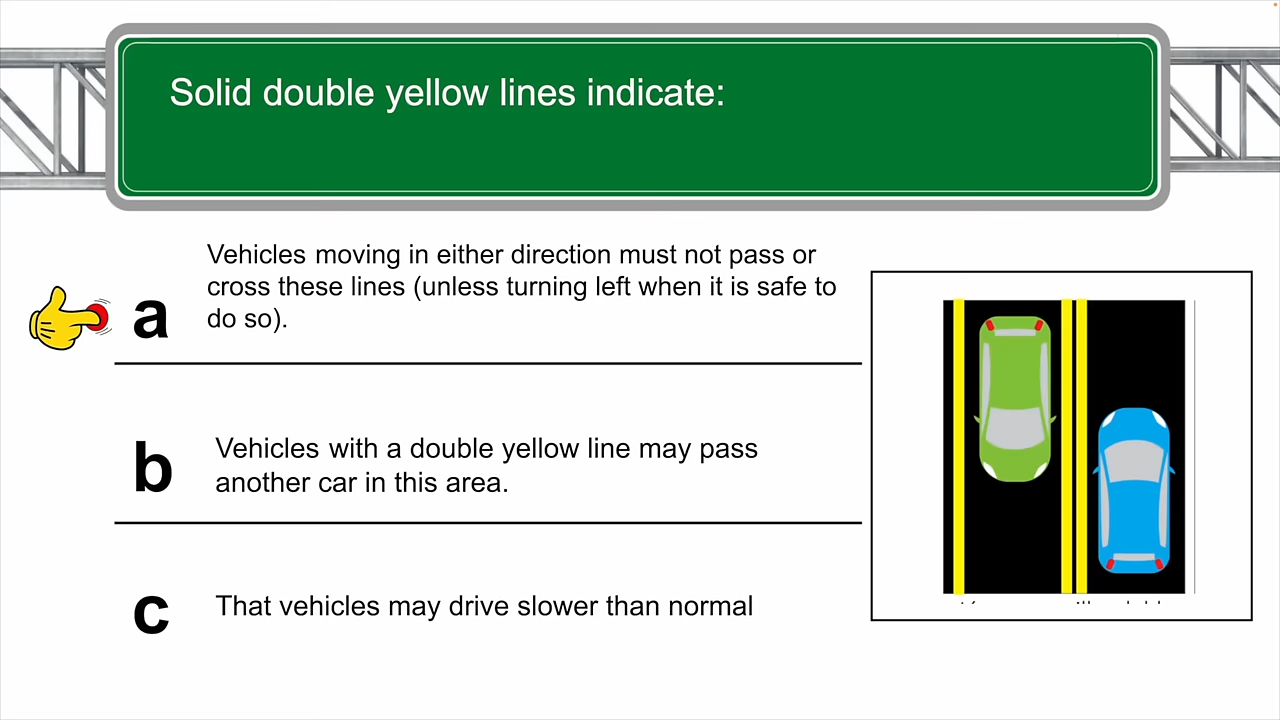 Solid double yellow lines indicate:
a
Vehicles moving in either direction must not pass or
cross these lines (unless turning left when it is safe to
do so).
b
Vehicles with a double yellow line may pass
another car in this area.
c
That vehicles may drive slower than normal